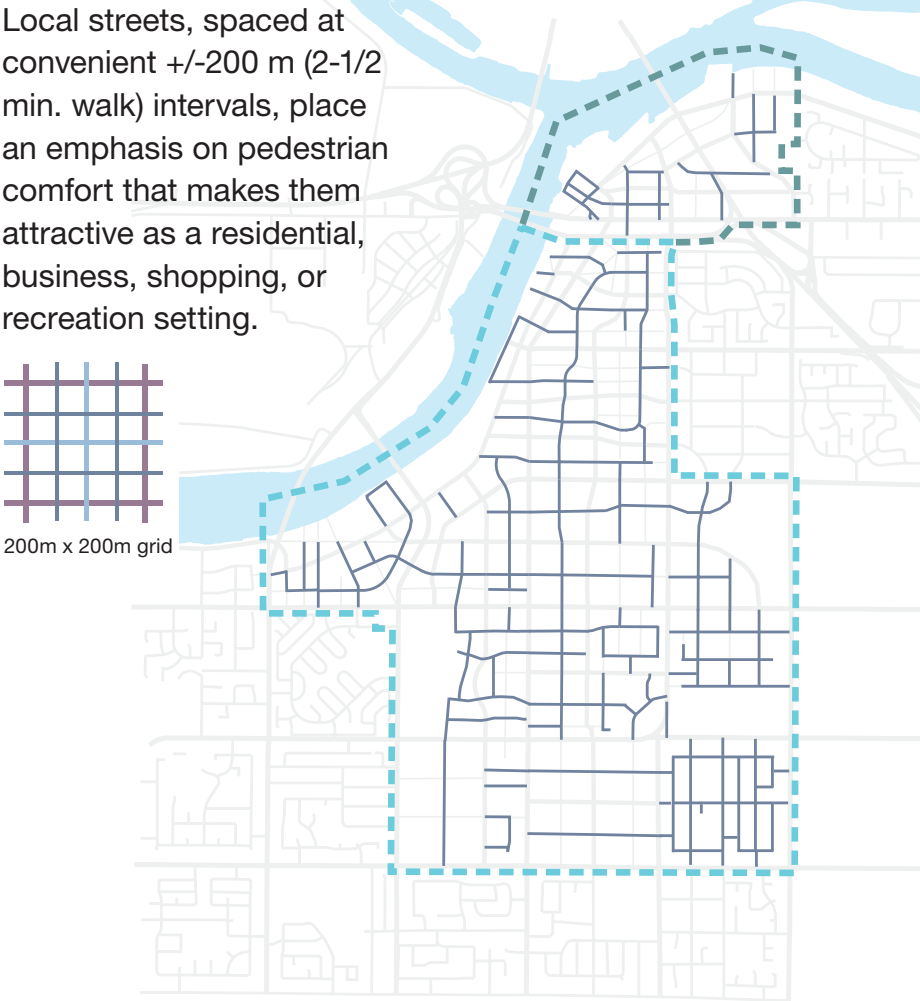 Local streets, spaced at
convenient +/-200 m (2-1/2
min. walk) intervals, place
an emphasis on pedestrian
comfort that makes them
attractive as a residential,
business, shopping, or
recreation setting.
200m x 200m grid